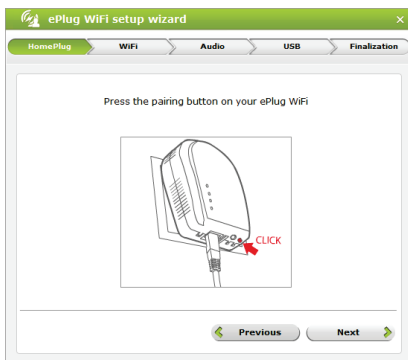 ePlug WiFi setup wizard ×
HomePlug WiFi Audio USB Finalization
Press the pairing button on your ePlug WiFi
CLICK
Previous Next